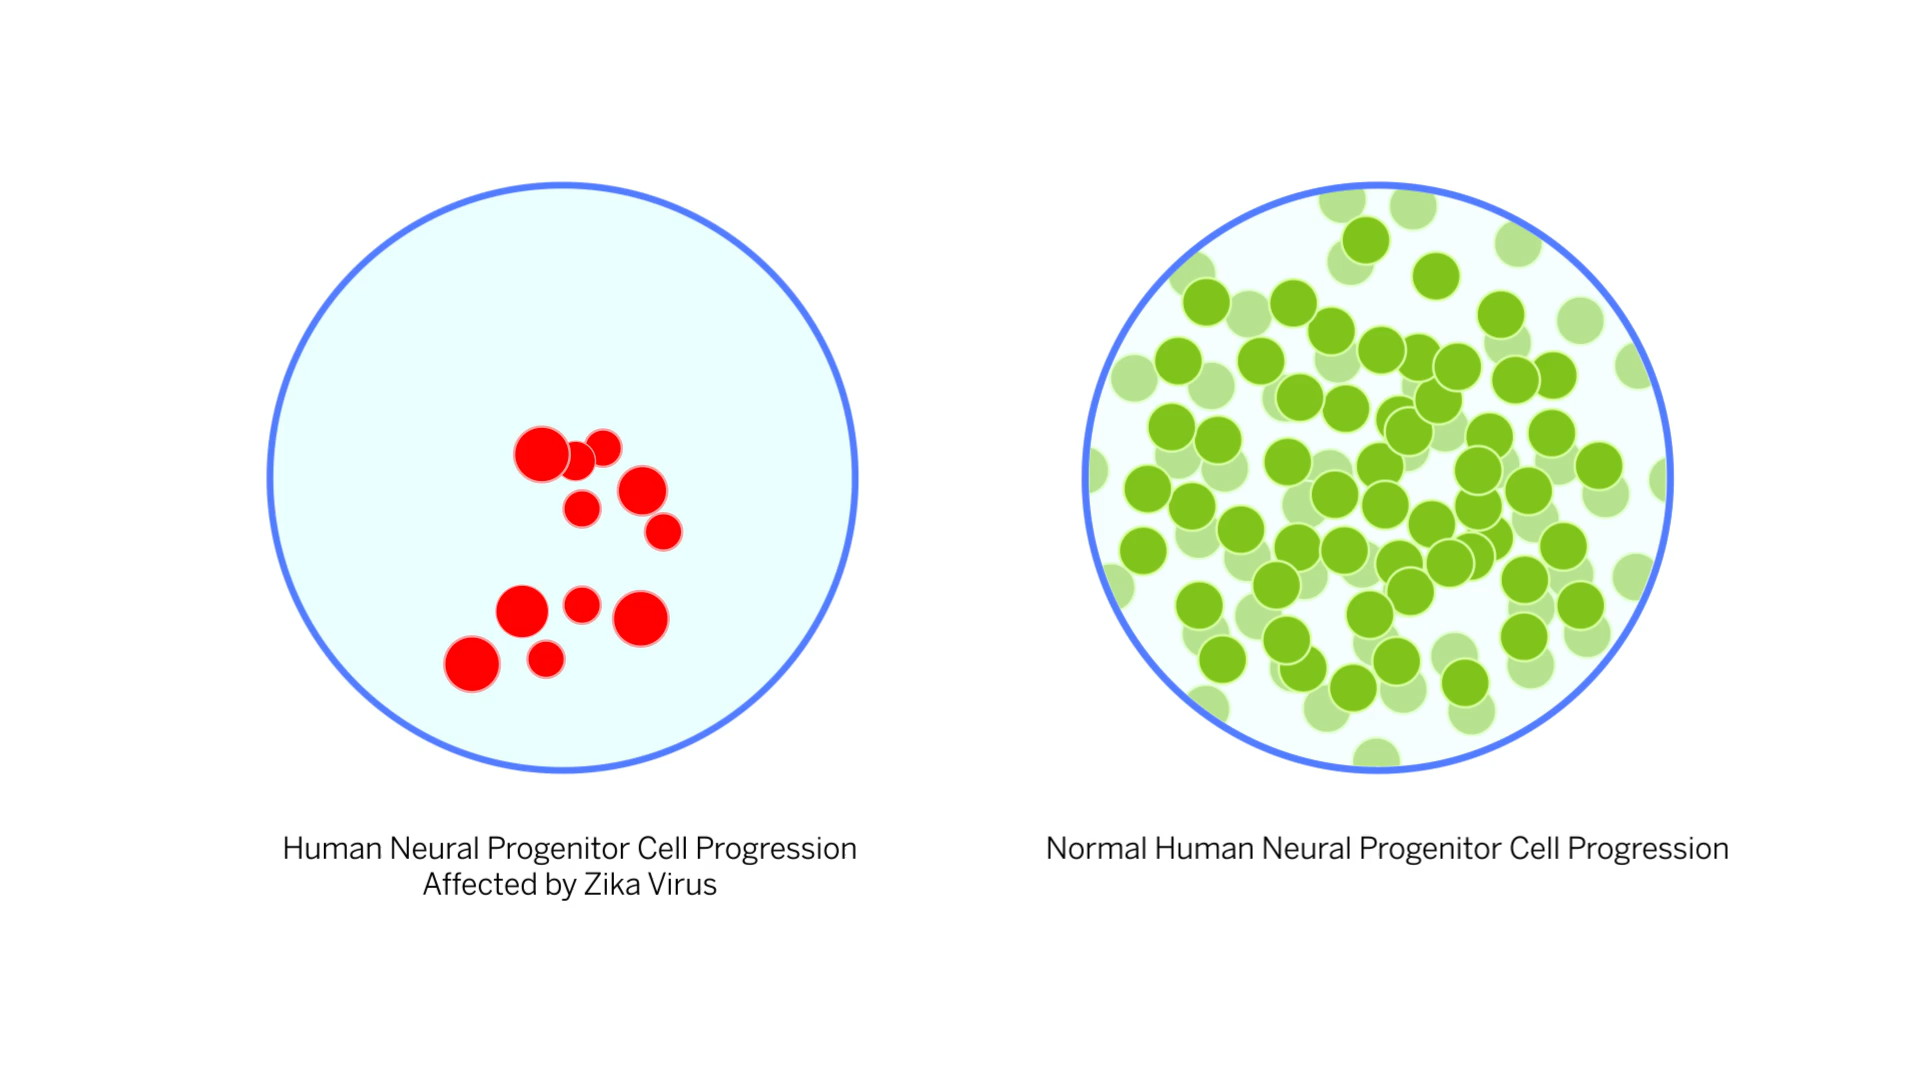 Human Neural Progenitor Cell Progression
Affected by Zika Virus
Normal Human Neural Progenitor Cell Progression